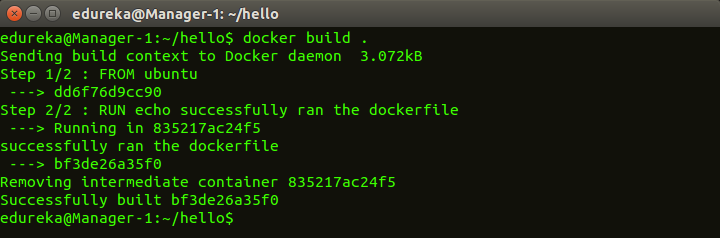 edureka@Manager-1: ~/hello
edureka@Manager-1:~/hello$ docker build .
Sending build context to Docker daemon  3.072kB
Step 1/2 : FROM ubuntu
 ---> dd6f76d9cc90
Step 2/2 : RUN echo successfully ran the dockerfile
 ---> Running in 835217ac24f5
successfully ran the dockerfile
 ---> bf3de26a35f0
Removing intermediate container 835217ac24f5
Successfully built bf3de26a35f0
edureka@Manager-1:~/hello$